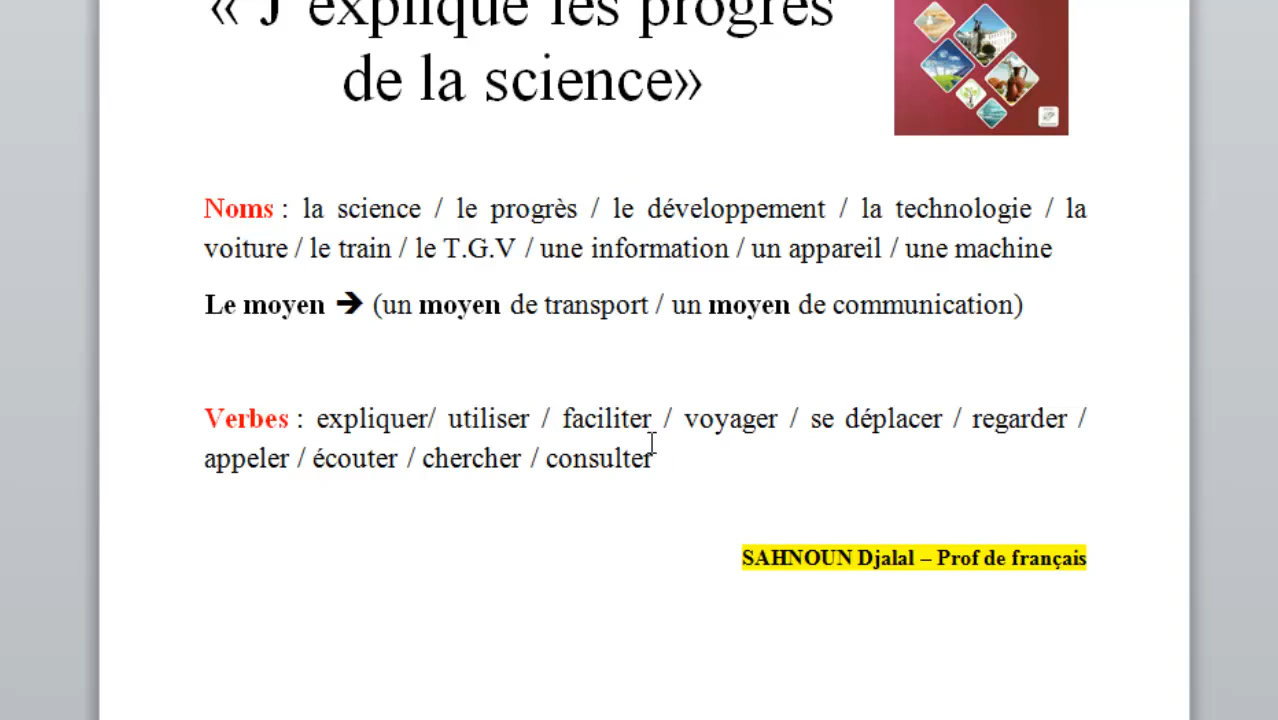 « J'explique les progrès
de la science»
Noms : la science / le progrès / le développement / la technologie / la
voiture / le train / le T.G.V / une information / un appareil / une machine
Le moyen ➔ (un moyen de transport / un moyen de communication)
Verbes : expliquer/ utiliser / faciliter / voyager / se déplacer / regarder /
appeler / écouter / chercher / consulter
SAHNOUN Djalal – Prof de français